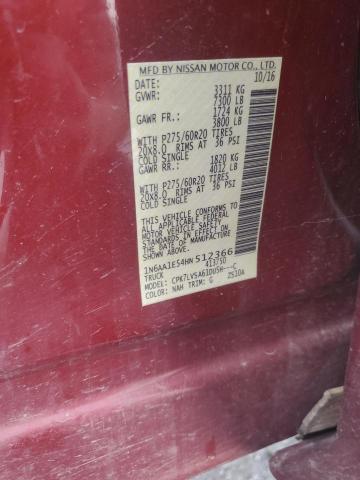 MFD BY NISSAN MOTOR CO., LTD.
DATE: 10/16
GVWR: 3311 KG
7300 LB
GAWR FR.: 1724 KG
3800 LB
WITH P275/60R20 TIRES
20X8.0 RIMS AT 36 PSI
COLD SINGLE
GAWR RR.: 1820 KG
4012 LB
WITH P275/60R20 TIRES
20X8.0 RIMS AT 36 PSI
COLD SINGLE
THIS VEHICLE CONFORMS TO
ALL APPLICABLE FEDERAL
MOTOR VEHICLE SAFETY
STANDARDS IN EFFECT ON THE
DATE OF MANUFACTURE SHOWN
ABOVE.
1N6AA1E54HN 512366
TRUCK 413750
MODEL: CPK7LVSA61DUSH---C
COLOR: NAH TRIM: G ZS10A